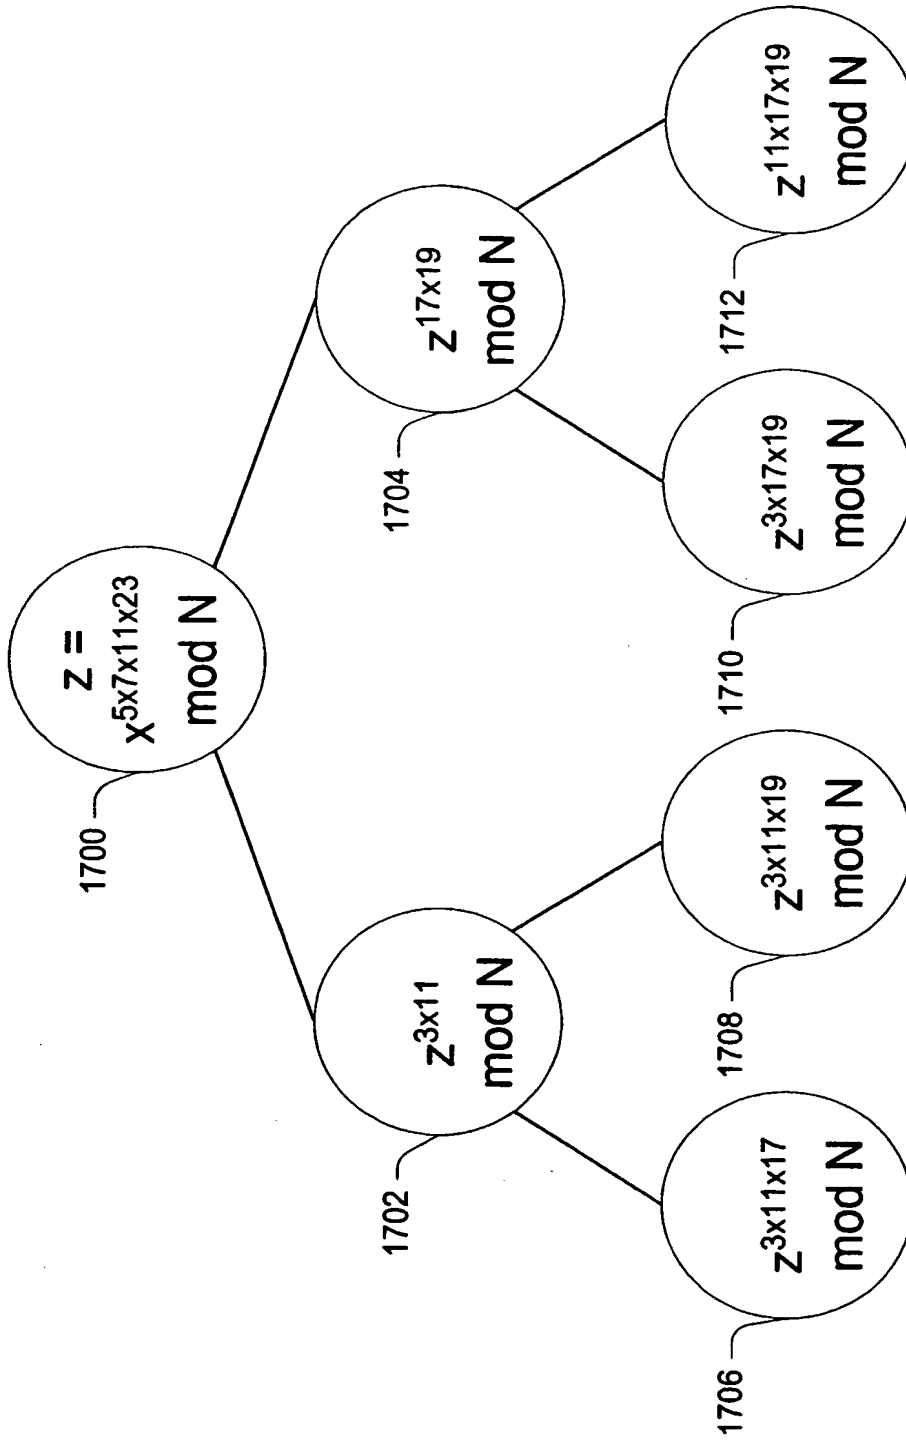 1700
z =
x^5x7x11x23
mod N
1702
z^3x11
mod N
1704
z^17x19
mod N
1706
z^3x11x17
mod N
1708
z^3x11x19
mod N
1710
z^3x17x19
mod N
1712
z^11x17x19
mod N